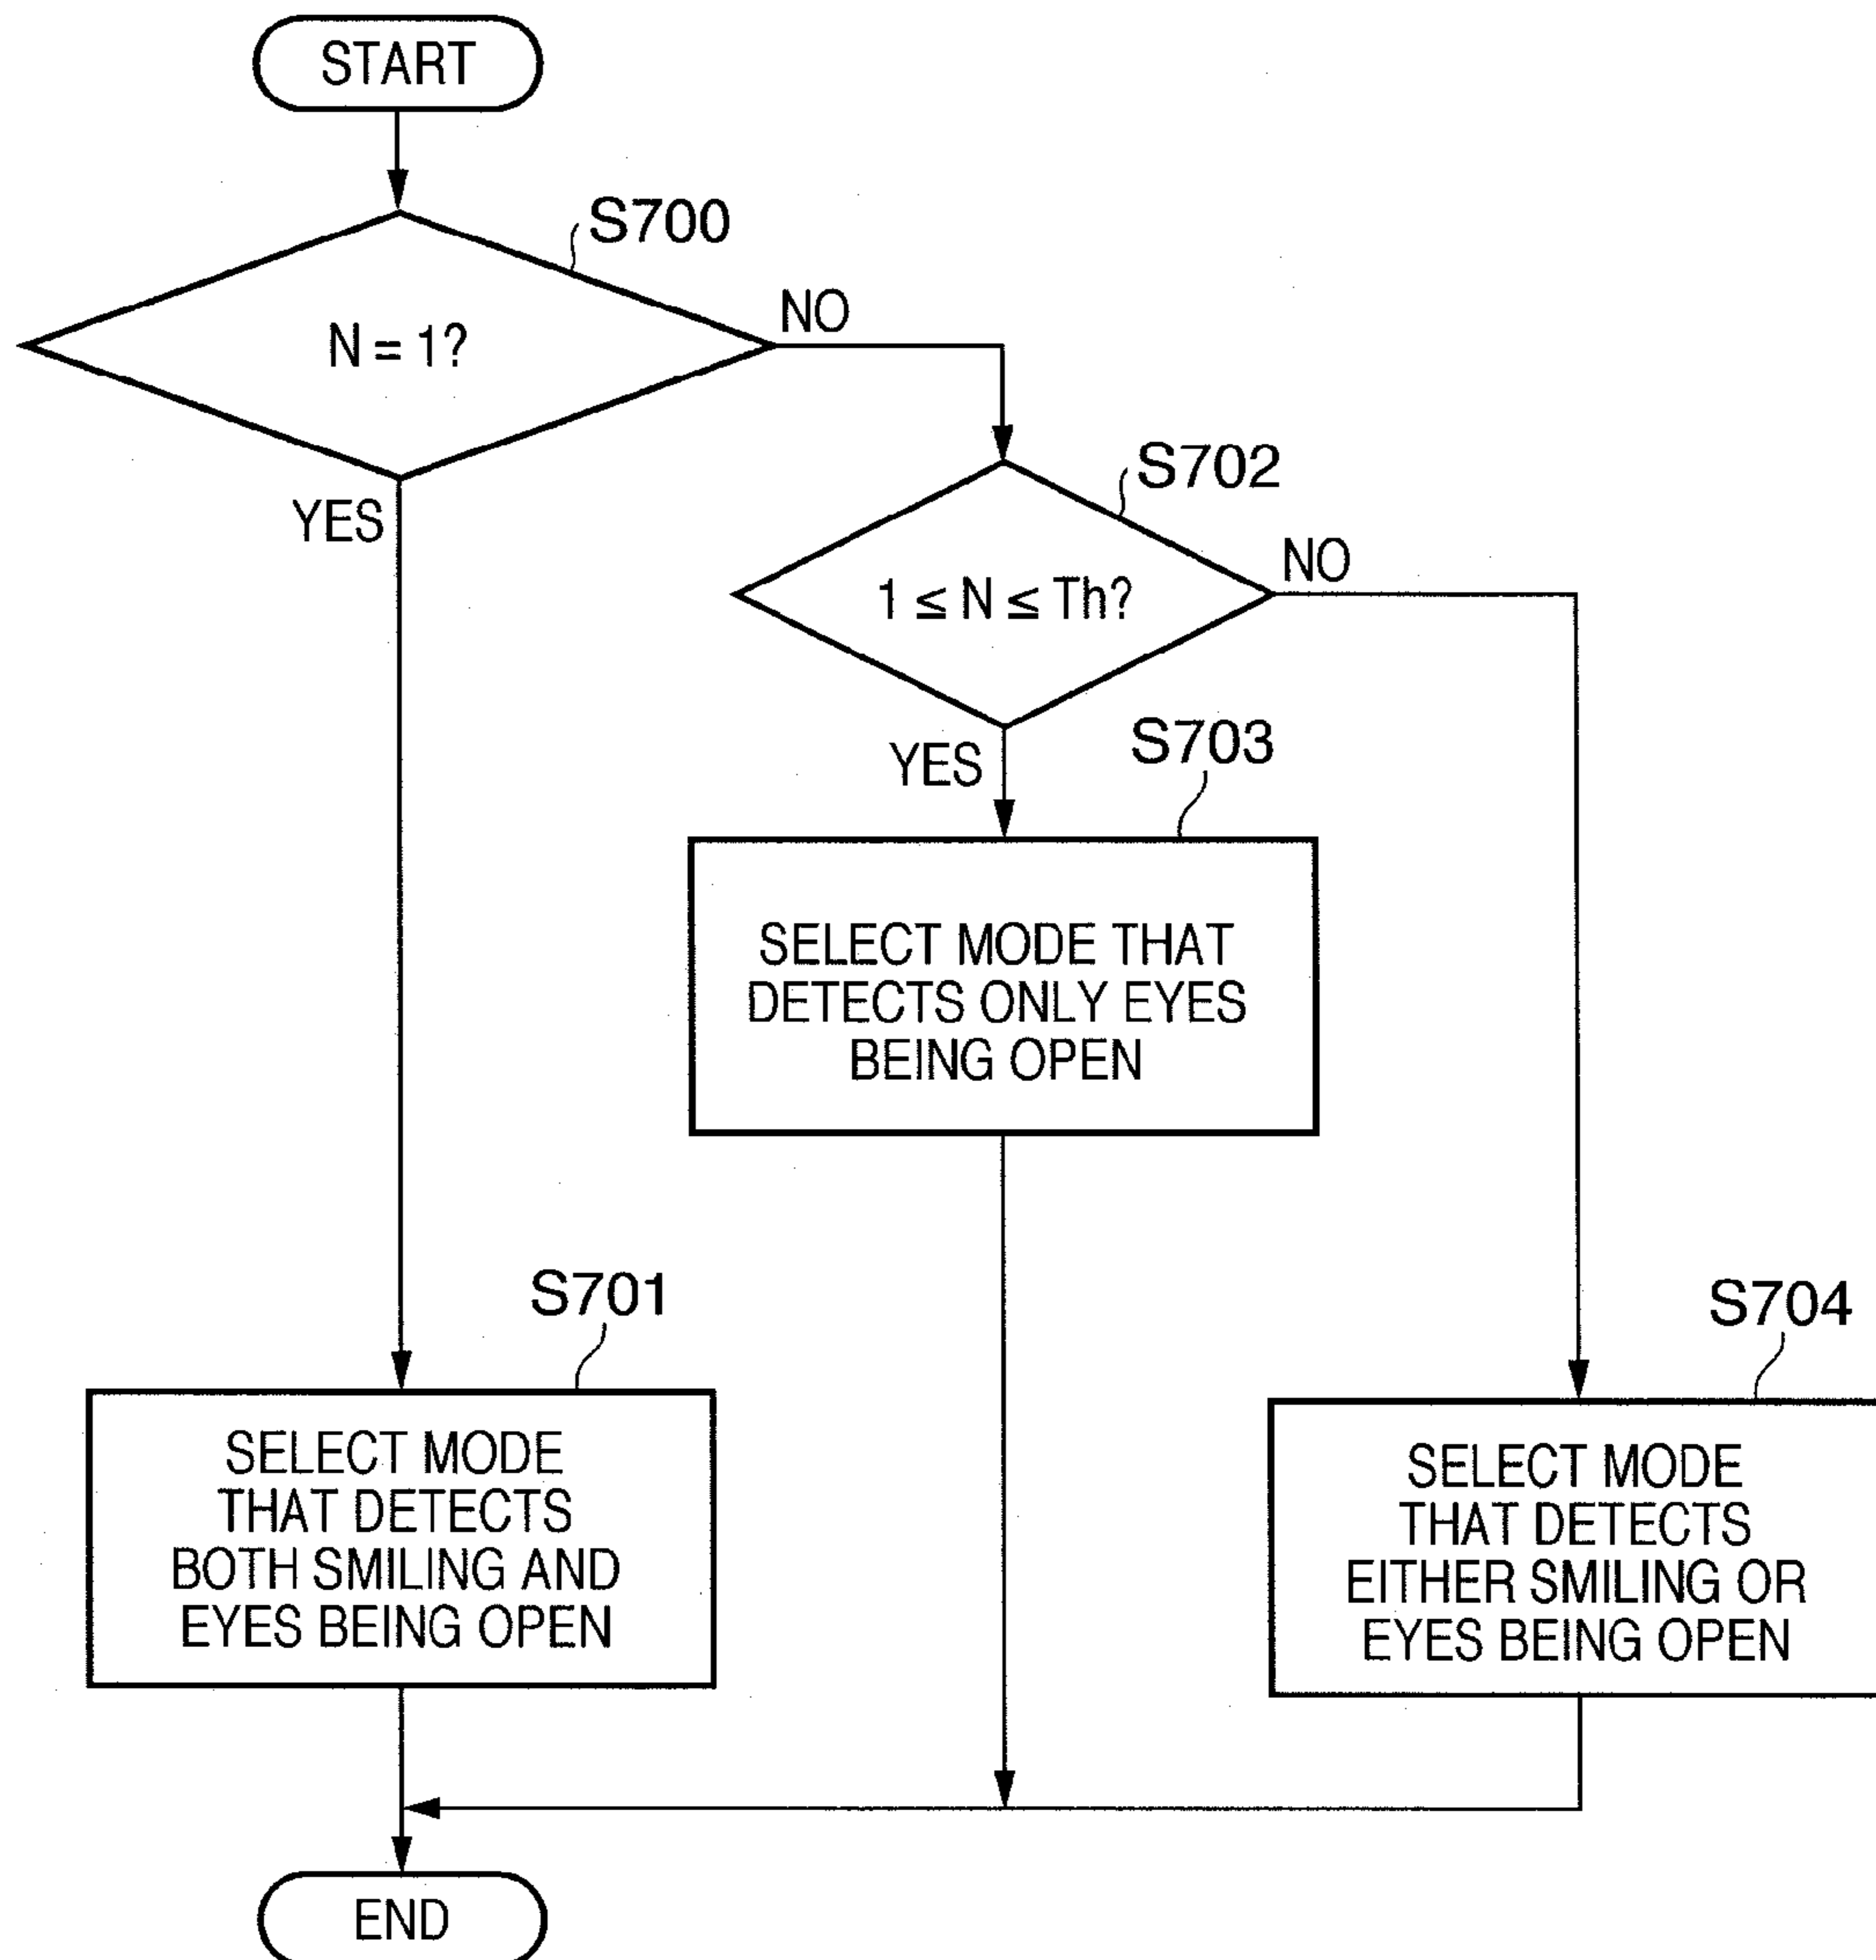 START
S700
N = 1?
NO
YES
S702
1 ≤ N ≤ Th?
NO
YES
S703
SELECT MODE THAT
DETECTS ONLY EYES
BEING OPEN
S701
SELECT MODE
THAT DETECTS
BOTH SMILING AND
EYES BEING OPEN
S704
SELECT MODE
THAT DETECTS
EITHER SMILING OR
EYES BEING OPEN
END